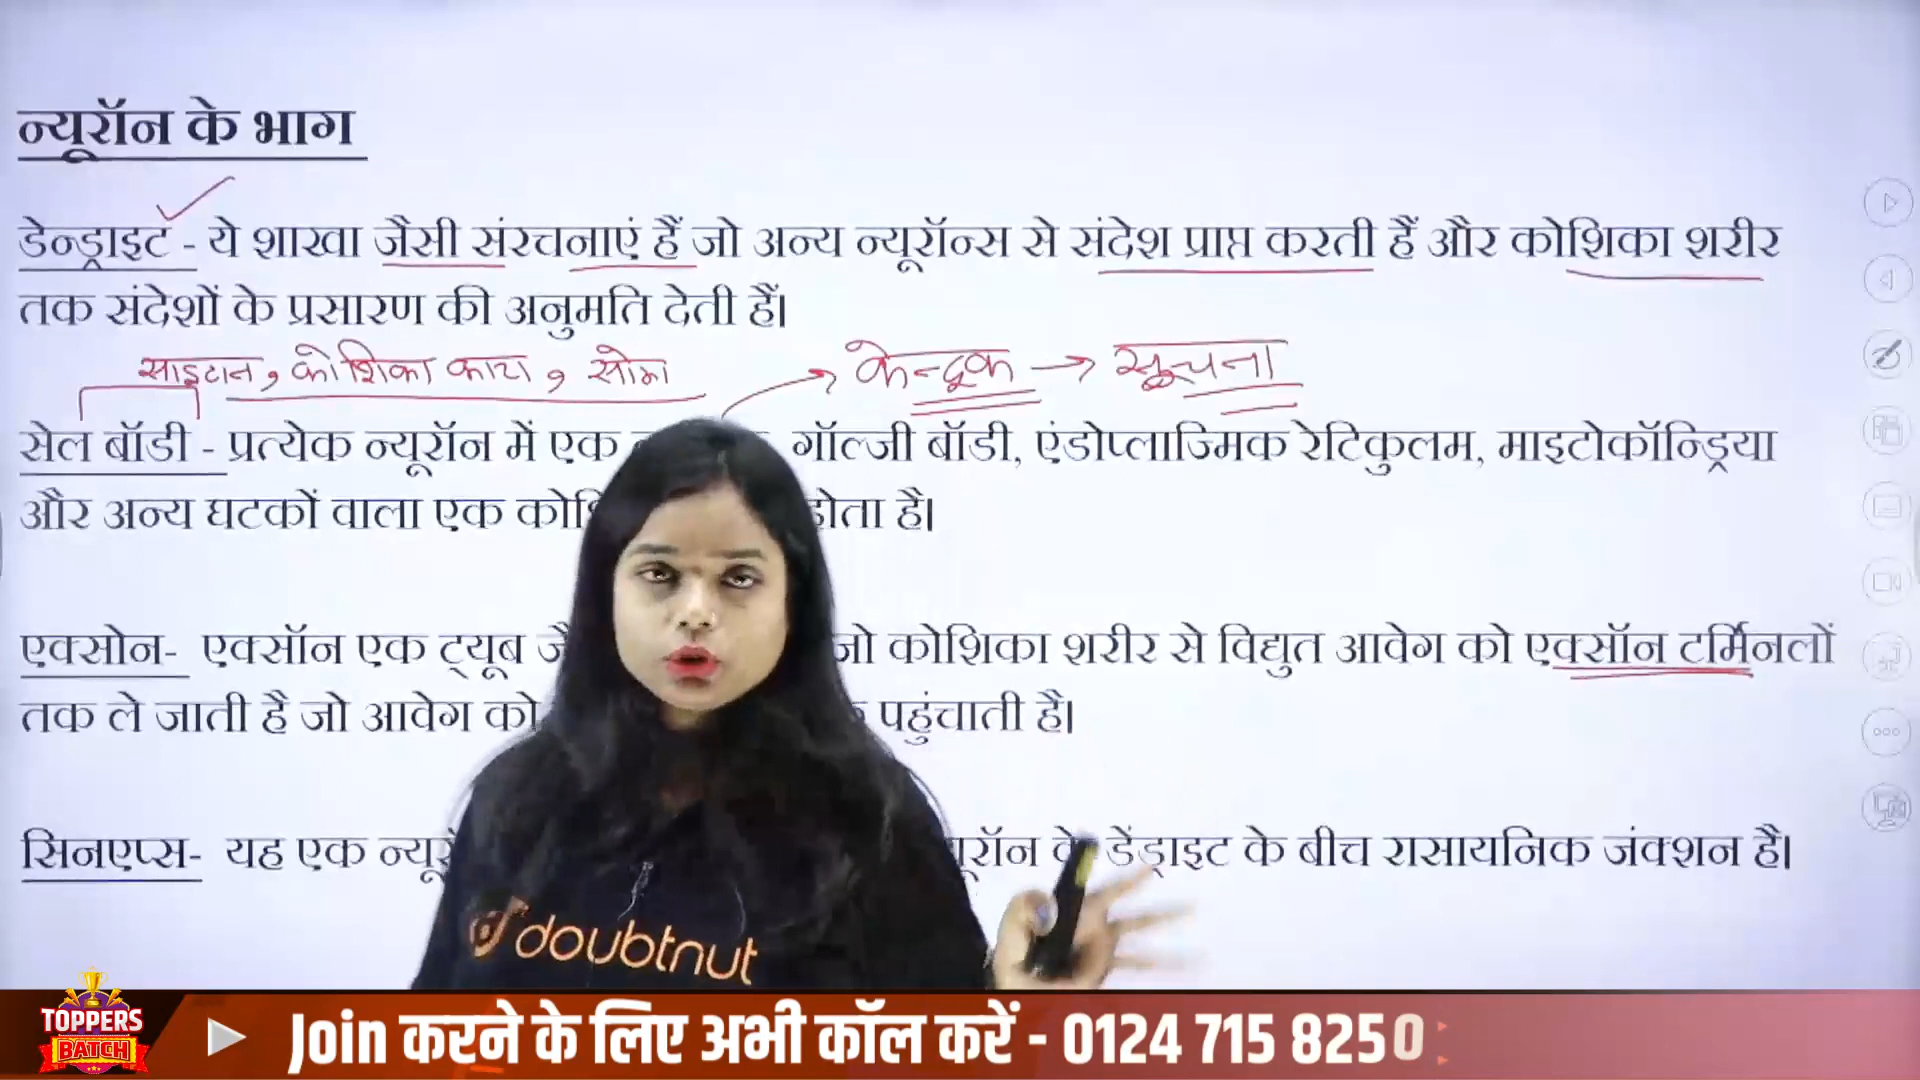 न्यूरॉन के भाग
डेन्ड्राइट - ये शाखा जैसी संरचनाएं हैं जो अन्य न्यूरॉन्स से संदेश प्राप्त करती हैं और कोशिका शरीर
तक संदेशों के प्रसारण की अनुमति देती हैं।
साइटान, कोशिका काय, सोमा → केन्द्रक → सूचना
सेल बॉडी - प्रत्येक न्यूरॉन में एक गॉल्जी बॉडी, एंडोप्लाज्मिक रेटिकुलम, माइटोकॉन्ड्रिया
और अन्य घटकों वाला एक होता है।
एक्सोन- एक्सॉन एक ट्यूब जो कोशिका शरीर से विद्युत आवेग को एक्सॉन टर्मिनलों
तक ले जाती है जो आवेग को पहुंचाती है।
सिनएप्स- यह एक के डेंड्राइट के बीच रासायनिक जंक्शन है।
doubtnut
TOPPERS
BATCH
Join करने के लिए अभी कॉल करें - 0124 715 8250